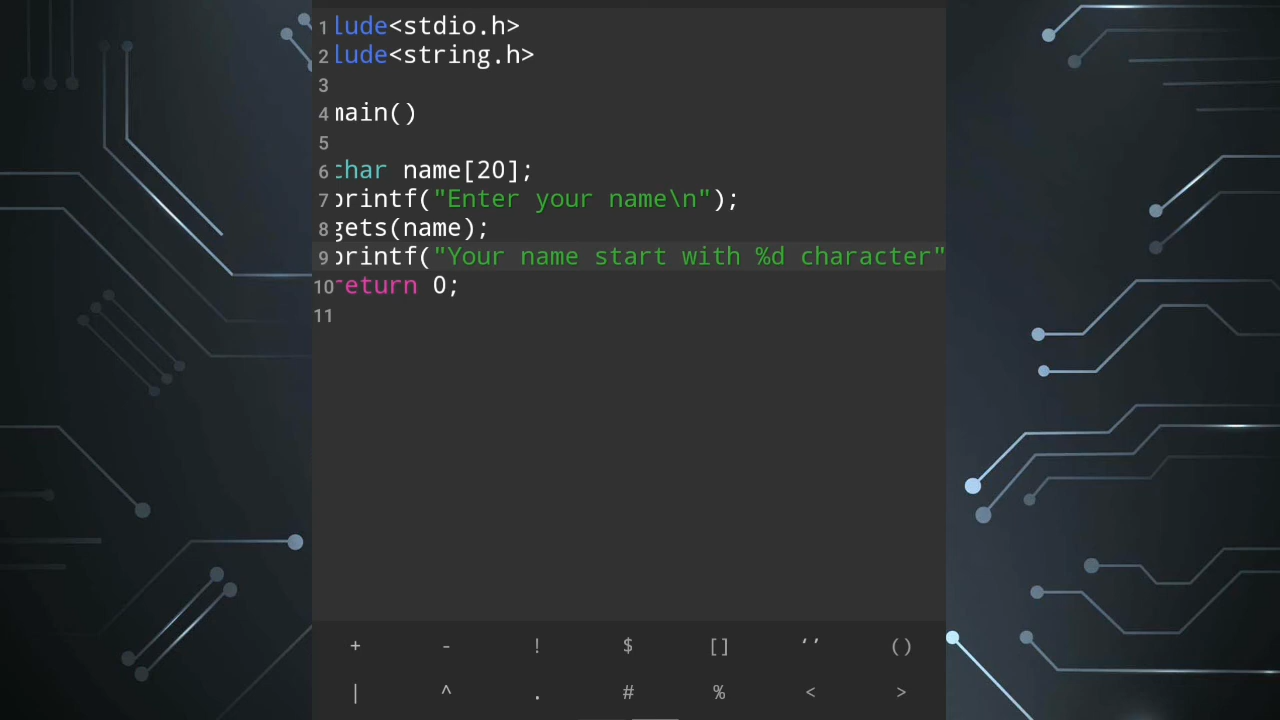 1 lude<stdio.h>
2 lude<string.h>
3
4 main()
5
6 char name[20];
7 printf("Enter your name\n");
8 gets(name);
9 printf("Your name start with %d character"
10 return 0;
11
+ - ! $ [] ‘’ ()
| ^ . # % < >